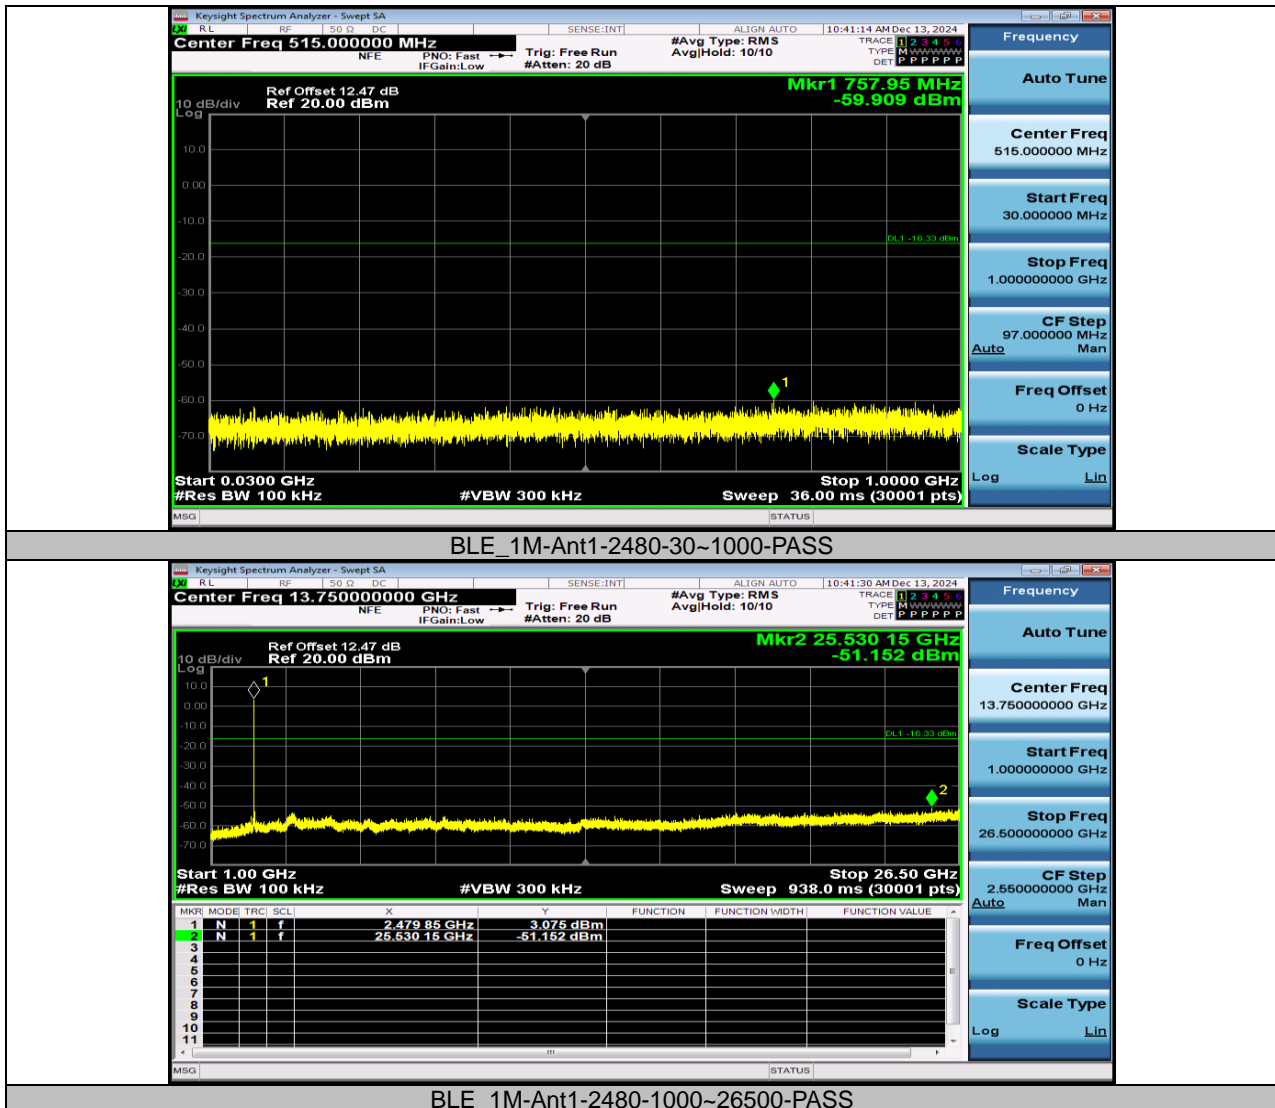 Keysight Spectrum Analyzer - Swept SA
LXI RL RF 50 Ω DC SENSE:INT ALIGN AUTO 10:41:14 AM Dec 13, 2024
Center Freq 515.000000 MHz #Avg Type: RMS TRACE 1 2 3 4 5 6
NFE PNO: Fast Trig: Free Run Avg|Hold: 10/10 TYPE M WWWWW
IFGain:Low #Atten: 20 dB DET P P P P P P
Mkr1 757.95 MHz
-59.909 dBm
Ref Offset 12.47 dB
10 dB/div Ref 20.00 dBm
Log
10.0
0.00
-10.0
DL1 -16.33 dBm
-20.0
-30.0
-40.0
-50.0
1
-60.0
-70.0
Start 0.0300 GHz Stop 1.0000 GHz
#Res BW 100 kHz #VBW 300 kHz Sweep 36.00 ms (30001 pts)
MSG STATUS
Frequency
Auto Tune
Center Freq
515.000000 MHz
Start Freq
30.000000 MHz
Stop Freq
1.000000000 GHz
CF Step
97.000000 MHz
Auto Man
Freq Offset
0 Hz
Scale Type
Log Lin
BLE_1M-Ant1-2480-30~1000-PASS
Keysight Spectrum Analyzer - Swept SA
LXI RL RF 50 Ω DC SENSE:INT ALIGN AUTO 10:41:30 AM Dec 13, 2024
Center Freq 13.750000000 GHz #Avg Type: RMS TRACE 1 2 3 4 5 6
NFE PNO: Fast Trig: Free Run Avg|Hold: 10/10 TYPE M WWWWW
IFGain:Low #Atten: 20 dB DET P P P P P P
Mkr2 25.530 15 GHz
-51.152 dBm
Ref Offset 12.47 dB
10 dB/div Ref 20.00 dBm
Log
1
10.0
0.00
-10.0
DL1 -16.33 dBm
-20.0
-30.0
-40.0
2
-50.0
-60.0
-70.0
Start 1.00 GHz Stop 26.50 GHz
#Res BW 100 kHz #VBW 300 kHz Sweep 938.0 ms (30001 pts)
MKR MODE TRC SCL X Y FUNCTION FUNCTION WIDTH FUNCTION VALUE
1 N 1 f 2.479 85 GHz 3.075 dBm
2 N 1 f 25.530 15 GHz -51.152 dBm
3
4
5
6
7
8
9
10
11
MSG STATUS
Frequency
Auto Tune
Center Freq
13.750000000 GHz
Start Freq
1.000000000 GHz
Stop Freq
26.500000000 GHz
CF Step
2.550000000 GHz
Auto Man
Freq Offset
0 Hz
Scale Type
Log Lin
BLE_1M-Ant1-2480-1000~26500-PASS